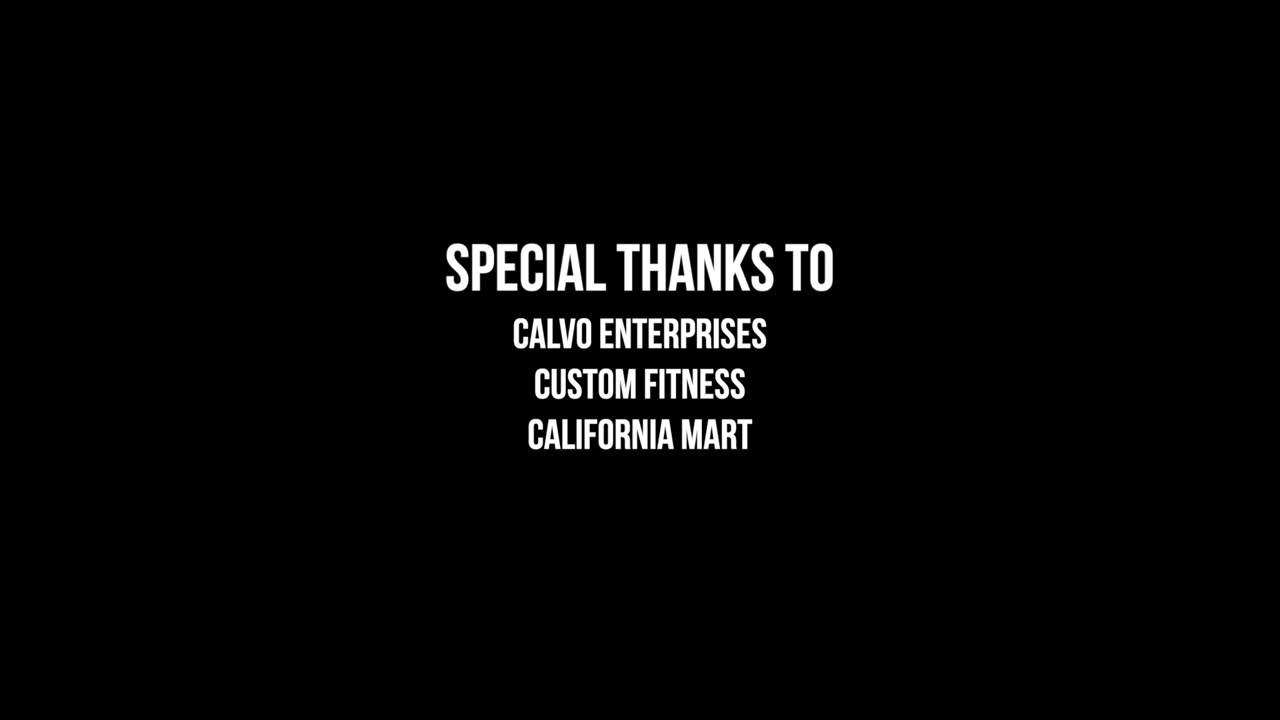 SPECIAL THANKS TO
CALVO ENTERPRISES
CUSTOM FITNESS
CALIFORNIA MART